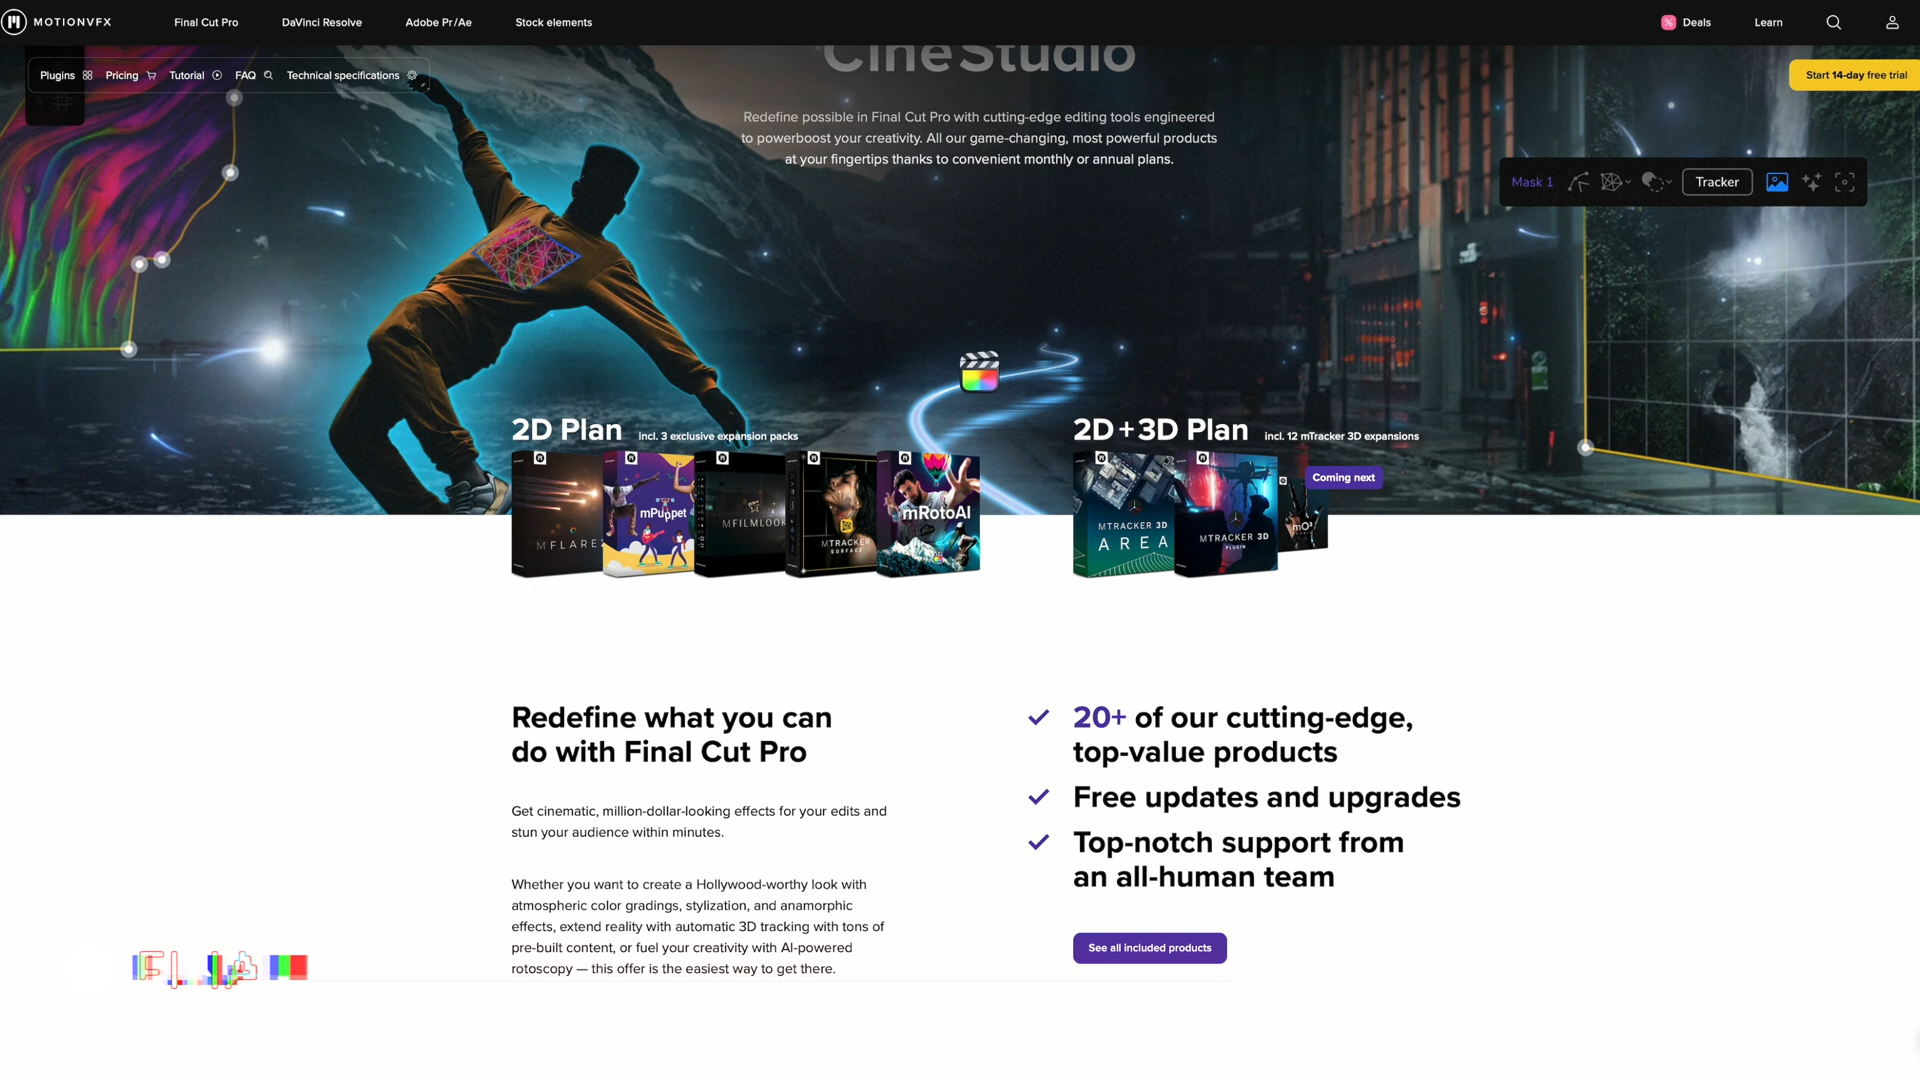 MOTIONVFX
Final Cut Pro
DaVinci Resolve
Adobe Pr/Ae
Stock elements
Deals
Learn
CineStudio
Plugins
Pricing
Tutorial
FAQ
Technical specifications
Start 14-day free trial
Redefine possible in Final Cut Pro with cutting-edge editing tools engineered
to powerboost your creativity. All our game-changing, most powerful products
at your fingertips thanks to convenient monthly or annual plans.
Mask 1
Tracker
2D Plan
incl. 3 exclusive expansion packs
2D+3D Plan
incl. 12 mTracker 3D expansions
Coming next
MFLARE
mPuppet
MFILMLOOK
MTRACKER
SURFACE
mRotoAI
MTRACKER 3D
AREA
MTRACKER 3D
PLUGIN
mO³
Redefine what you can
do with Final Cut Pro
Get cinematic, million-dollar-looking effects for your edits and
stun your audience within minutes.
Whether you want to create a Hollywood-worthy look with
atmospheric color gradings, stylization, and anamorphic
effects, extend reality with automatic 3D tracking with tons of
pre-built content, or fuel your creativity with AI-powered
rotoscopy — this offer is the easiest way to get there.
20+ of our cutting-edge,
top-value products
Free updates and upgrades
Top-notch support from
an all-human team
See all included products